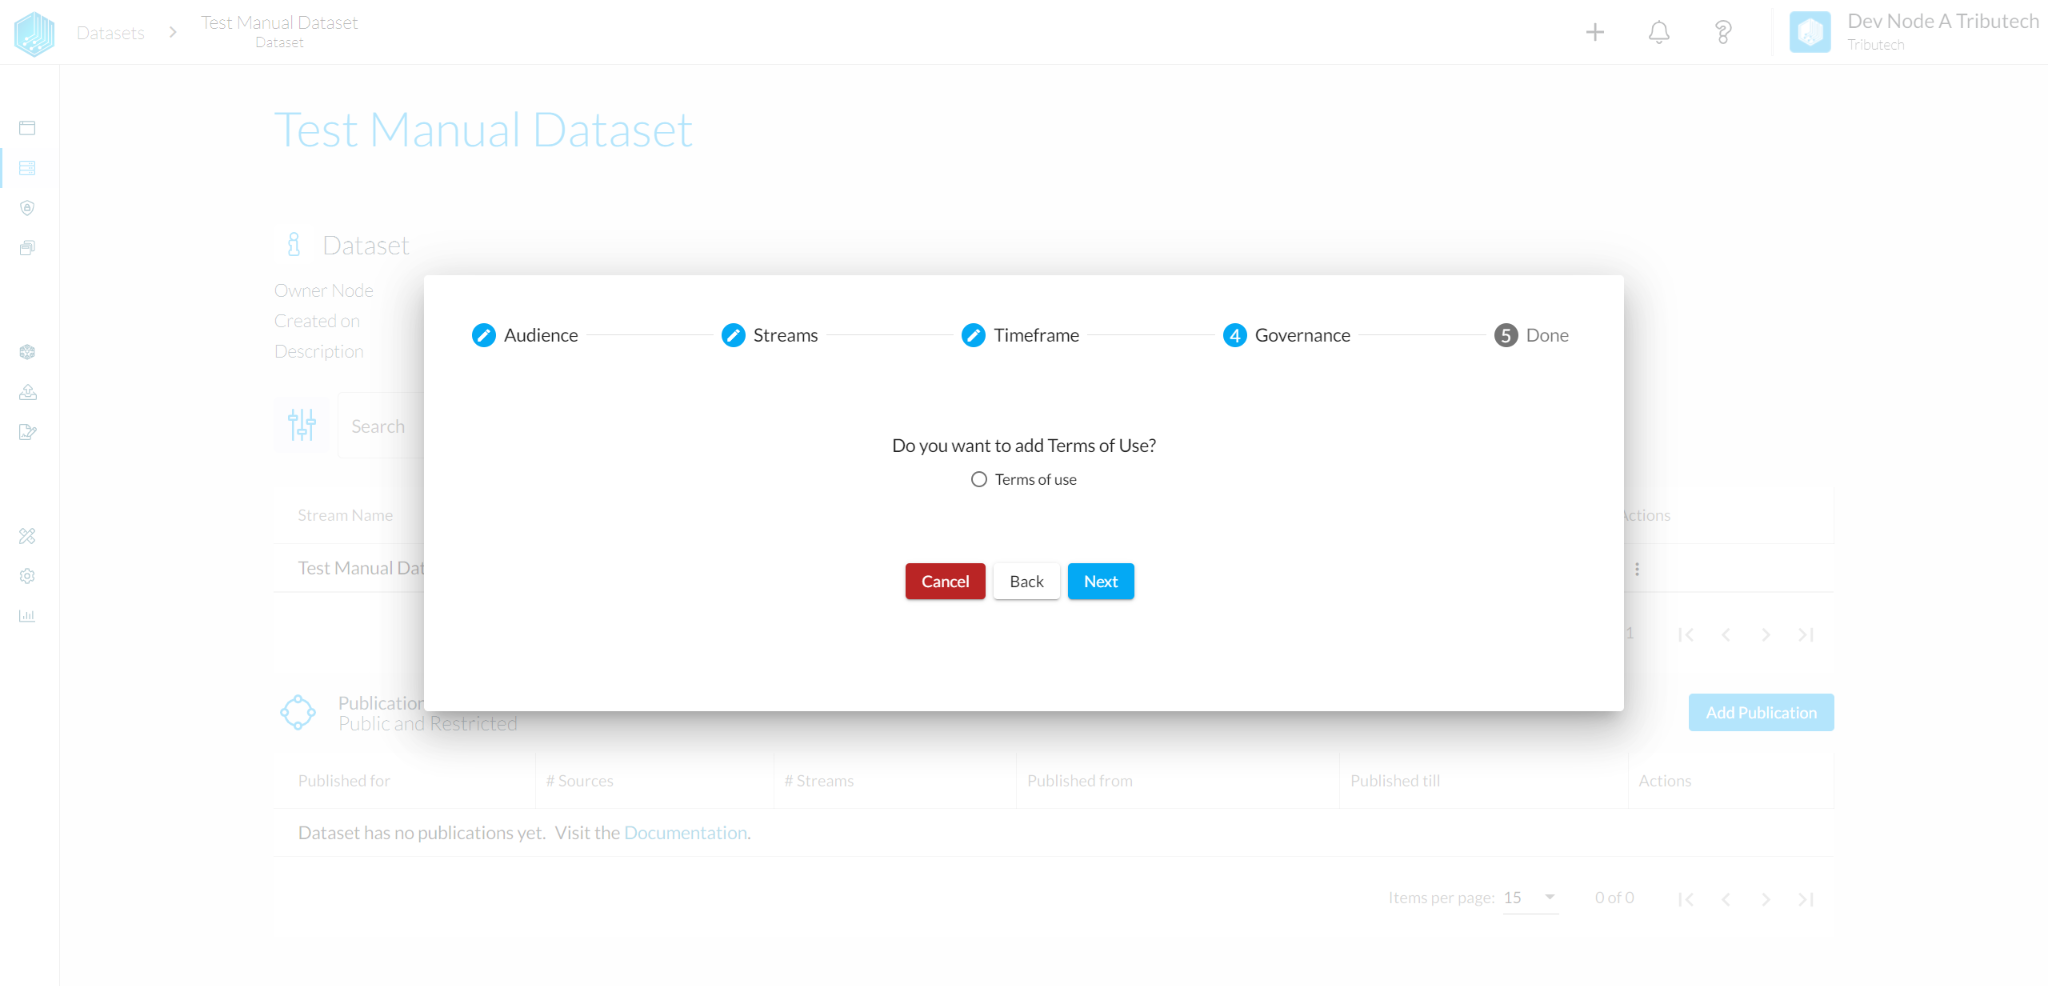 Datasets
Test Manual Dataset
Dataset
Dev Node A Tributech
Tributech
Test Manual Dataset
Dataset
Owner Node
Created on
Description
Audience
Streams
Timeframe
4 Governance
5 Done
Search
Do you want to add Terms of Use?
Terms of use
Stream Name
Actions
Test Manual Dat
Cancel
Back
Next
1
Publication
Public and Restricted
Add Publication
Published for
# Sources
# Streams
Published from
Published till
Actions
Dataset has no publications yet. Visit the Documentation.
Items per page: 15
0 of 0